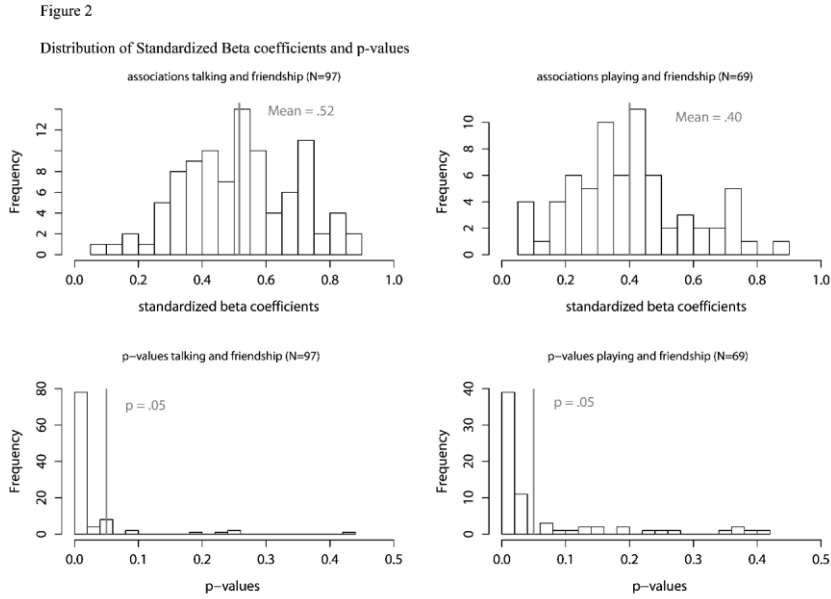 Figure 2
Distribution of Standardized Beta coefficients and p-values
associations talking and friendship (N=97)
Mean = .52
Frequency
0 2 4 6 8 12
0.0 0.2 0.4 0.6 0.8 1.0
standardized beta coefficients
associations playing and friendship (N=69)
Mean = .40
Frequency
0 2 4 6 8 10
0.0 0.2 0.4 0.6 0.8 1.0
standardized beta coefficients
p−values talking and friendship (N=97)
p = .05
Frequency
0 20 40 60 80
0.0 0.1 0.2 0.3 0.4 0.5
p−values
p−values playing and friendship (N=69)
p = .05
Frequency
0 10 20 30 40
0.0 0.1 0.2 0.3 0.4 0.5
p−values